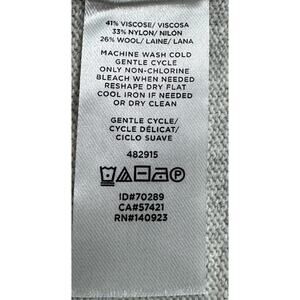 41% VISCOSE/ VISCOSA
33% NYLON/ NILÓN
26% WOOL/ LAINE/ LANA
MACHINE WASH COLD
GENTLE CYCLE
ONLY NON-CHLORINE
BLEACH WHEN NEEDED
RESHAPE DRY FLAT
COOL IRON IF NEEDED
OR DRY CLEAN
GENTLE CYCLE/
CYCLE DÉLICAT/
CICLO SUAVE
482915
P
ID#70289
CA#57421
RN#140923